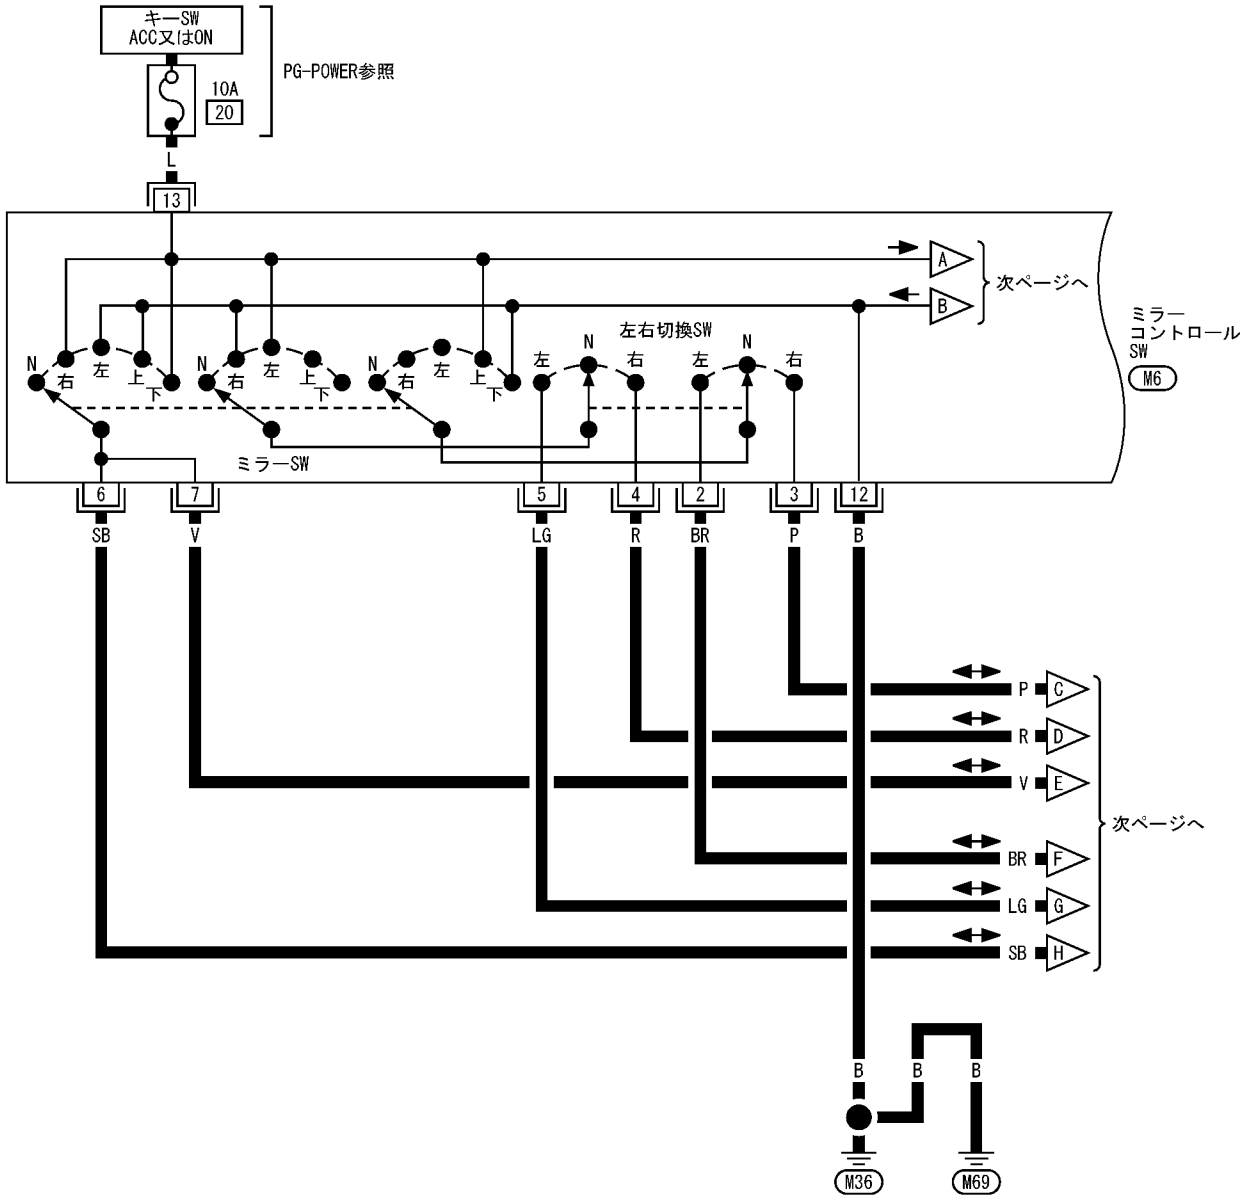 キーSW
ACC又はON
10A
20
PG-POWER参照
L
13
A
次ページへ
B
ミラー
コントロール
SW
M6
左右切換SW
N 右 左 上 下
N 右 左 上 下
N 右 左 上 下
左 N 右
左 N 右
ミラーSW
6 7 5 4 2 3 12
SB V LG R BR P B
P C
R D
V E
次ページへ
BR F
LG G
SB H
B B B
M36 M69